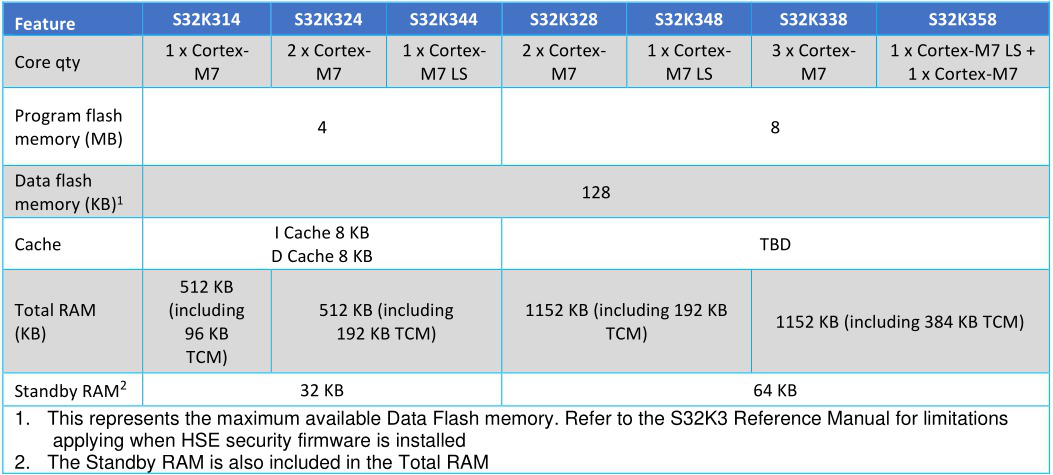 Feature S32K314 S32K324 S32K344 S32K328 S32K348 S32K338 S32K358
Core qty
1 x Cortex-
M7
2 x Cortex-
M7
1 x Cortex-
M7 LS
2 x Cortex-
M7
1 x Cortex-
M7 LS
3 x Cortex-
M7
1 x Cortex-M7 LS +
1 x Cortex-M7
Program flash
memory (MB)
4
8
Data flash
memory (KB)1
128
Cache
I Cache 8 KB
D Cache 8 KB
TBD
Total RAM
(KB)
512 KB
(including
96 KB
TCM)
512 KB (including
192 KB TCM)
1152 KB (including 192 KB
TCM)
1152 KB (including 384 KB TCM)
Standby RAM2
32 KB
64 KB
1. This represents the maximum available Data Flash memory. Refer to the S32K3 Reference Manual for limitations
applying when HSE security firmware is installed
2. The Standby RAM is also included in the Total RAM